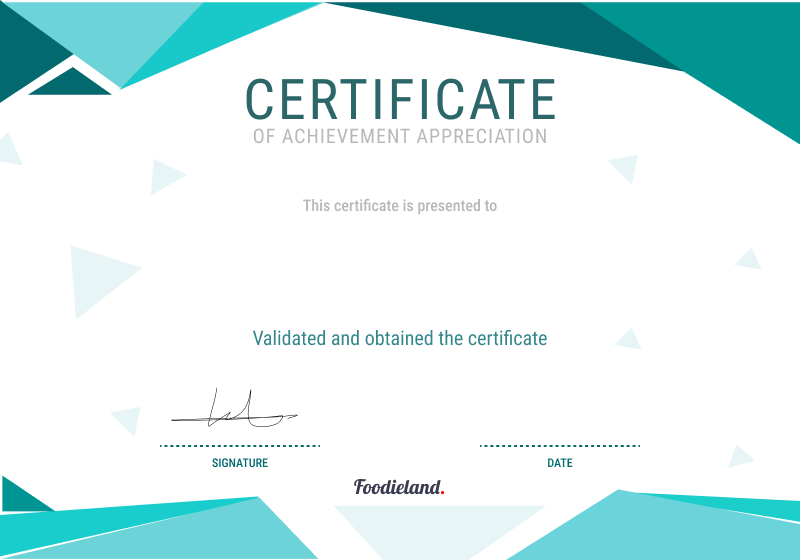 CERTIFICATE
OF ACHIEVEMENT APPRECIATION
This certificate is presented to
Validated and obtained the certificate
SIGNATURE
DATE
Foodieland.